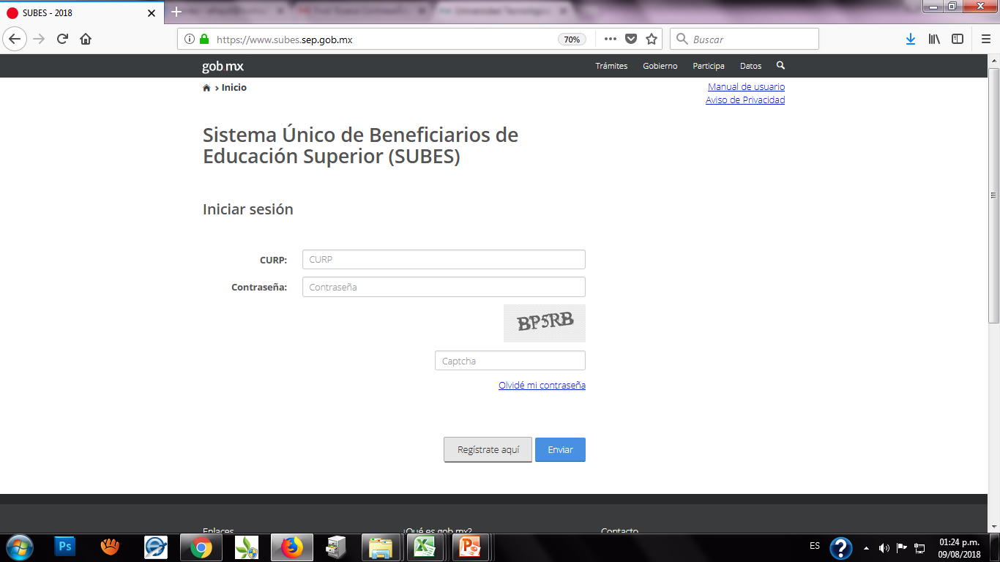 SUBES - 2018
https://www.subes.sep.gob.mx
70%
Buscar
gob.mx
Trámites Gobierno Participa Datos
Inicio
Manual de usuario
Aviso de Privacidad
Sistema Único de Beneficiarios de
Educación Superior (SUBES)
Iniciar sesión
CURP: CURP
Contraseña: Contraseña
BP5RB
Captcha
Olvidé mi contraseña
Regístrate aquí Enviar
Enlaces ¿Qué es gob.mx? Contacto
Ps
ES
01:24 p.m.
09/08/2018